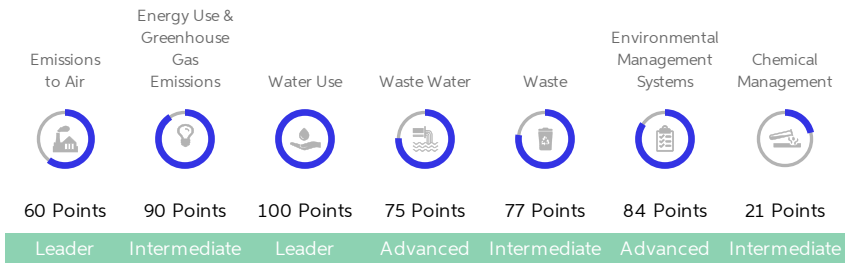 Emissions
to Air
Energy Use &
Greenhouse
Gas
Emissions
Water Use
Waste Water
Waste
Environmental
Management
Systems
Chemical
Management
60 Points
90 Points
100 Points
75 Points
77 Points
84 Points
21 Points
Leader
Intermediate
Leader
Advanced
Intermediate
Advanced
Intermediate